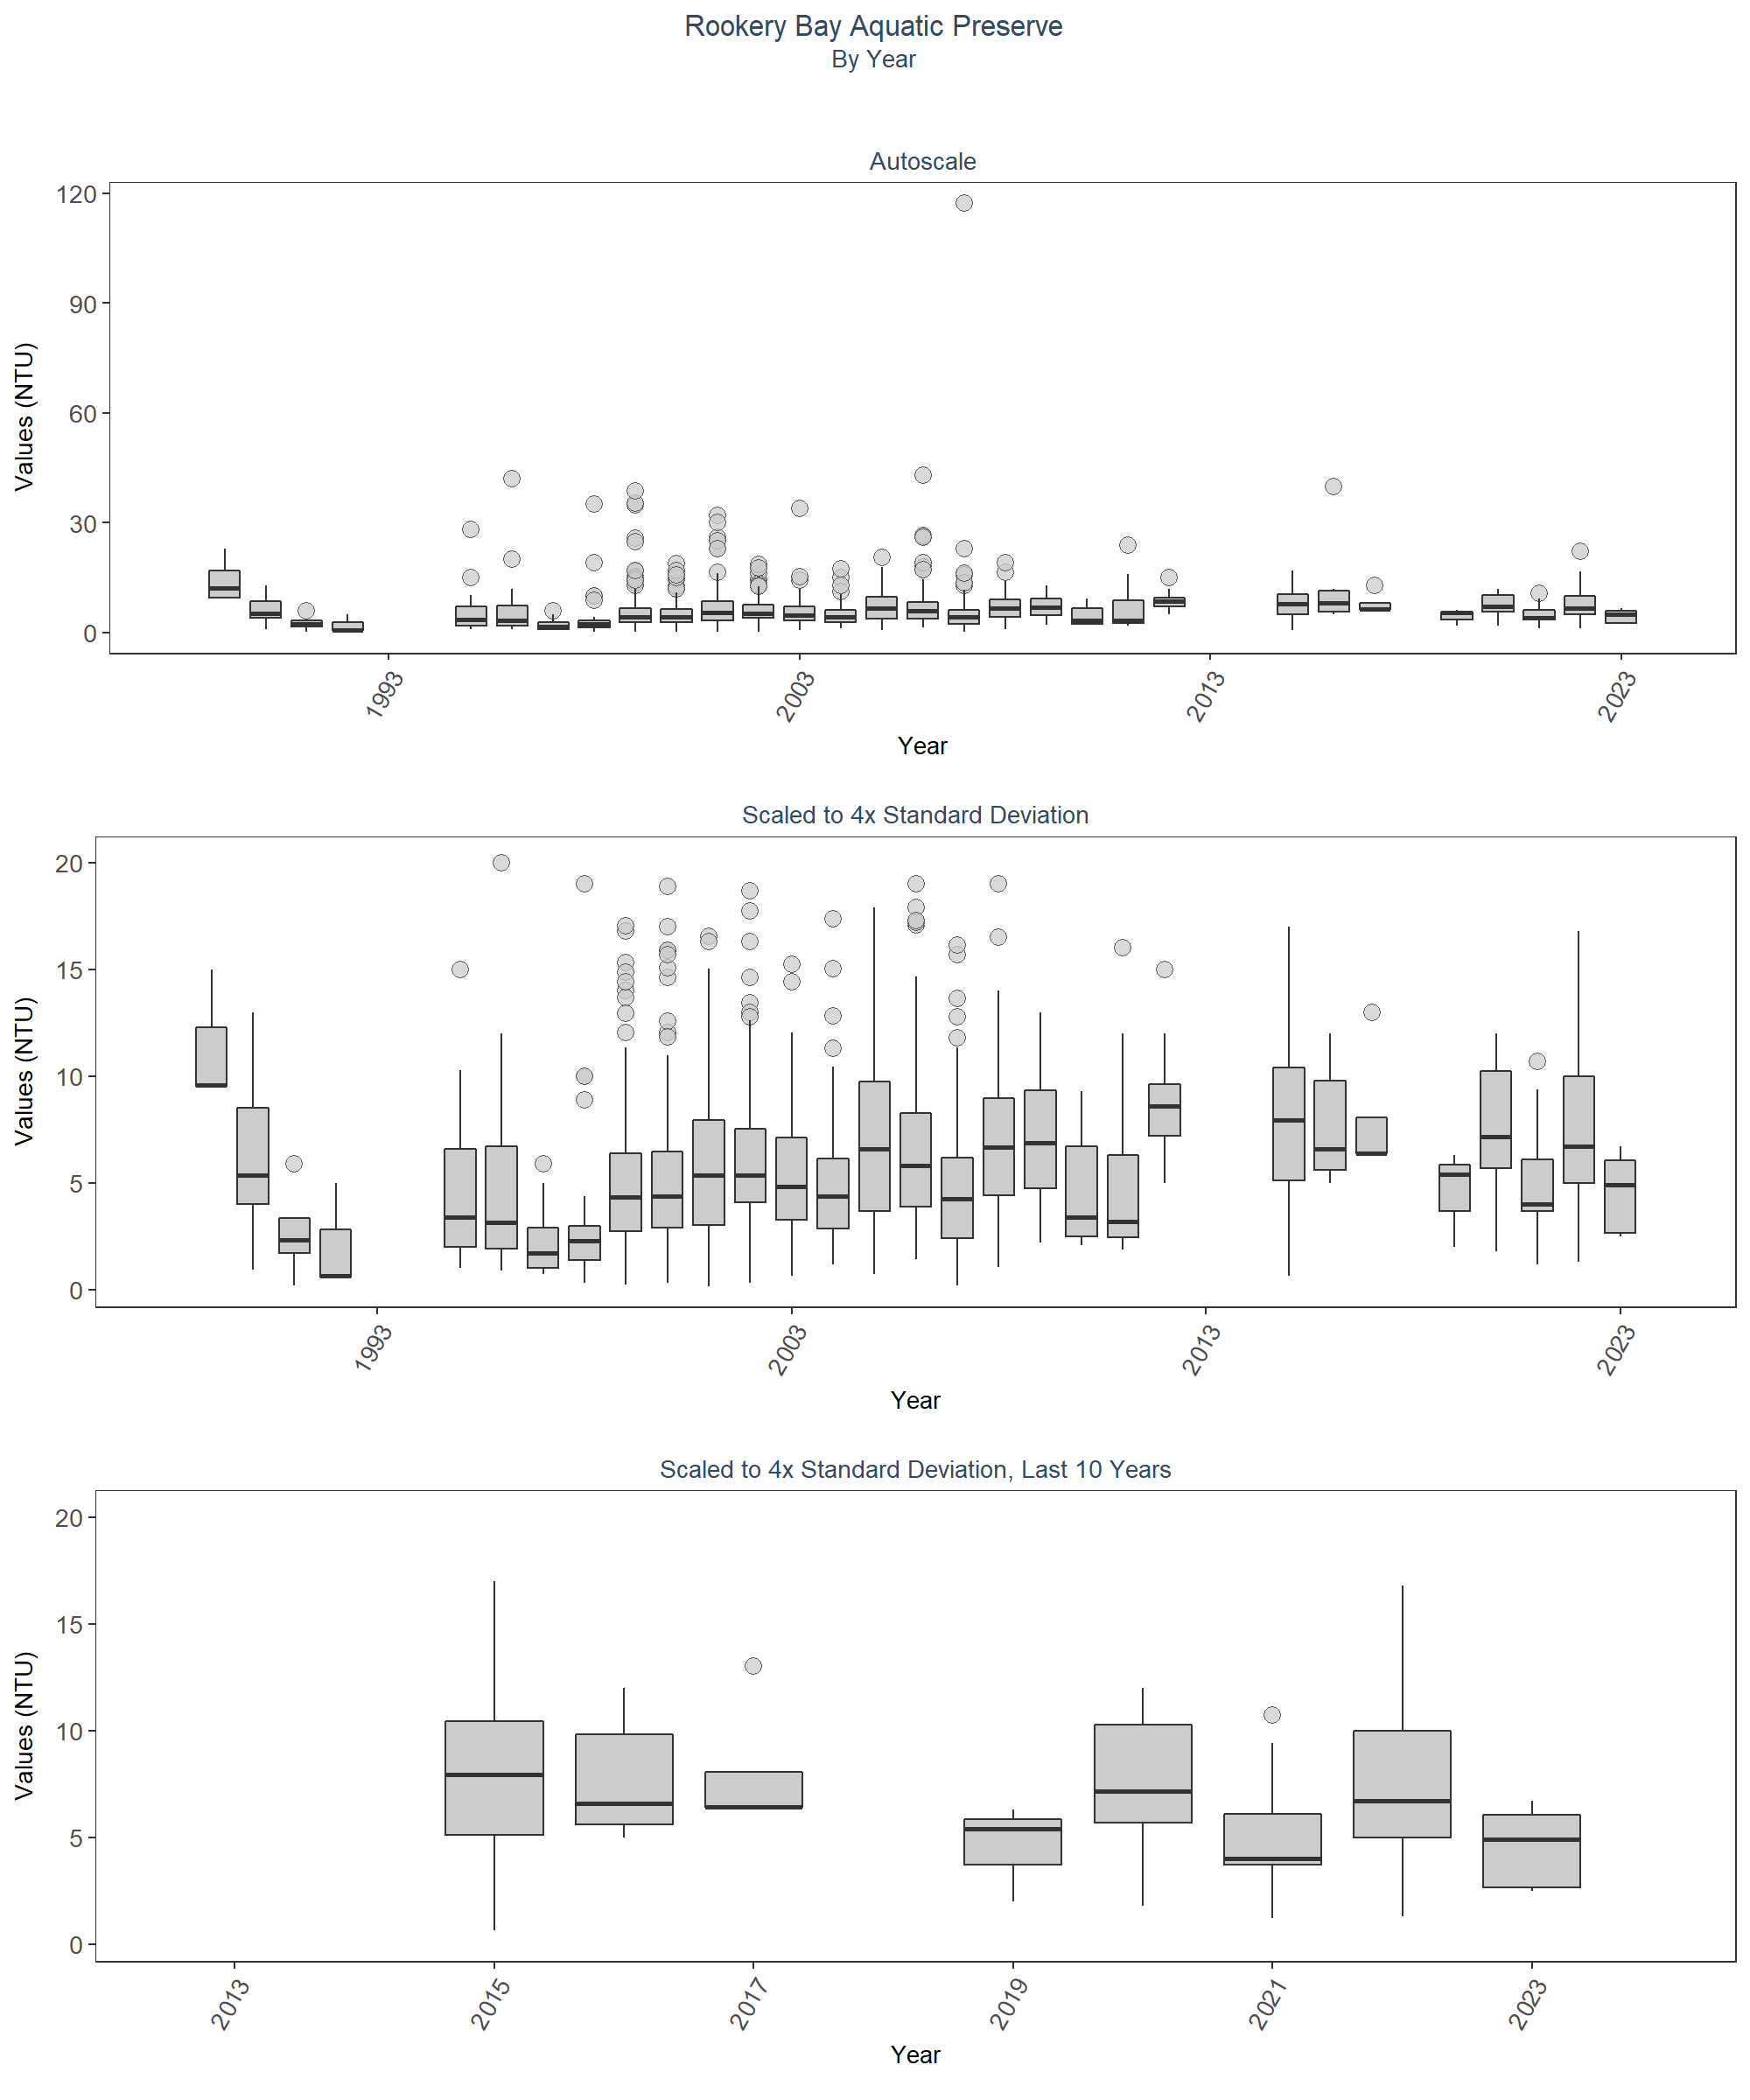 Rookery Bay Aquatic Preserve
By Year
Autoscale
120
90
60
30
0
Values (NTU)
1993
2003
2013
2023
Year
Scaled to 4x Standard Deviation
20
15
10
5
0
Values (NTU)
1993
2003
2013
2023
Year
Scaled to 4x Standard Deviation, Last 10 Years
20
15
10
5
0
Values (NTU)
2013
2015
2017
2019
2021
2023
Year